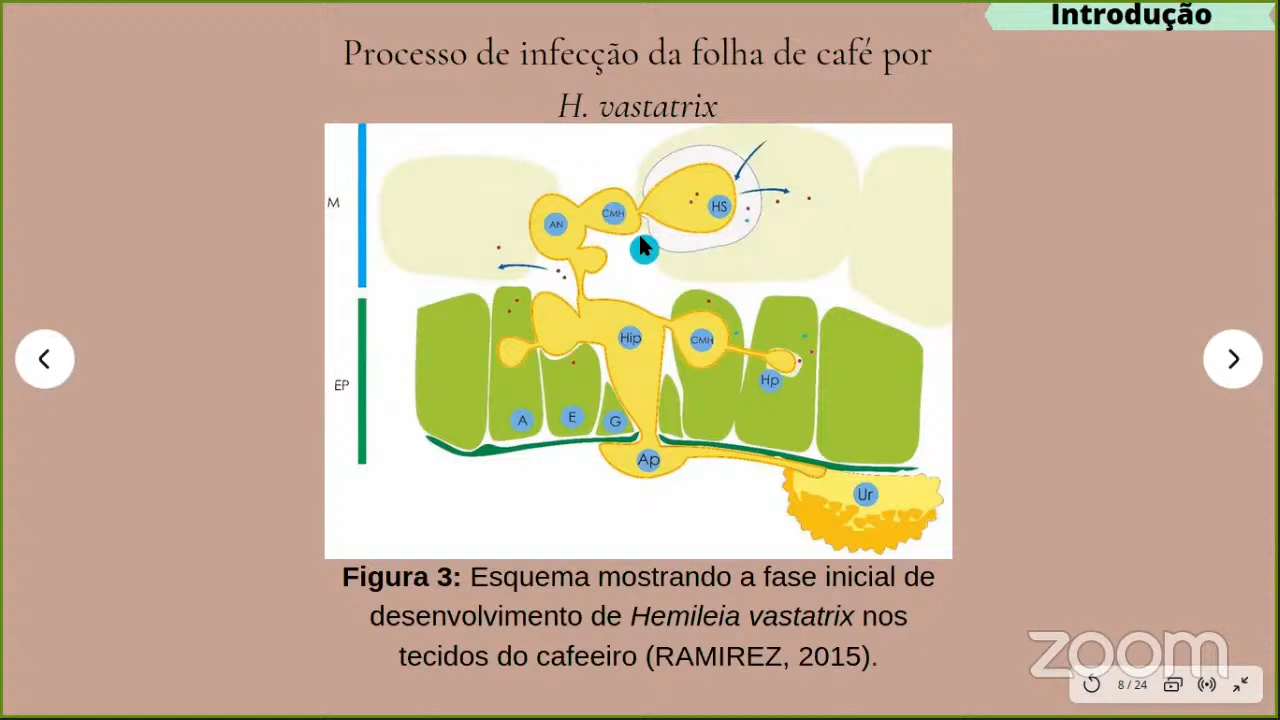 Introdução
Processo de infecção da folha de café por
H. vastatrix
M
AN
CMH
HS
EP
Hip
CMH
Hp
A
E
G
Ap
Ur
Figura 3: Esquema mostrando a fase inicial de
desenvolvimento de Hemileia vastatrix nos
tecidos do cafeeiro (RAMIREZ, 2015).
zoom
8 / 24